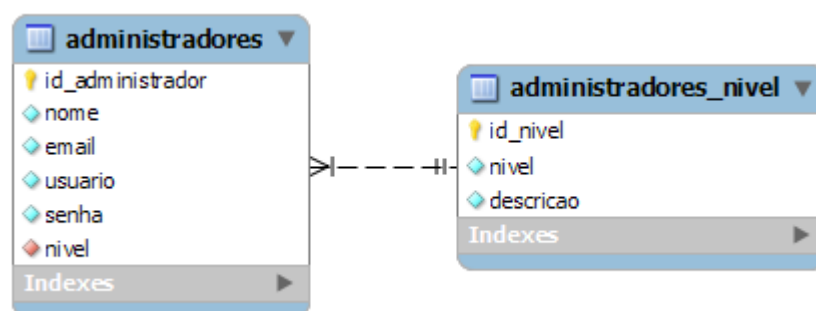 administradores
id_administrador
nome
email
usuario
senha
nivel
Indexes
administradores_nivel
id_nivel
nivel
descricao
Indexes